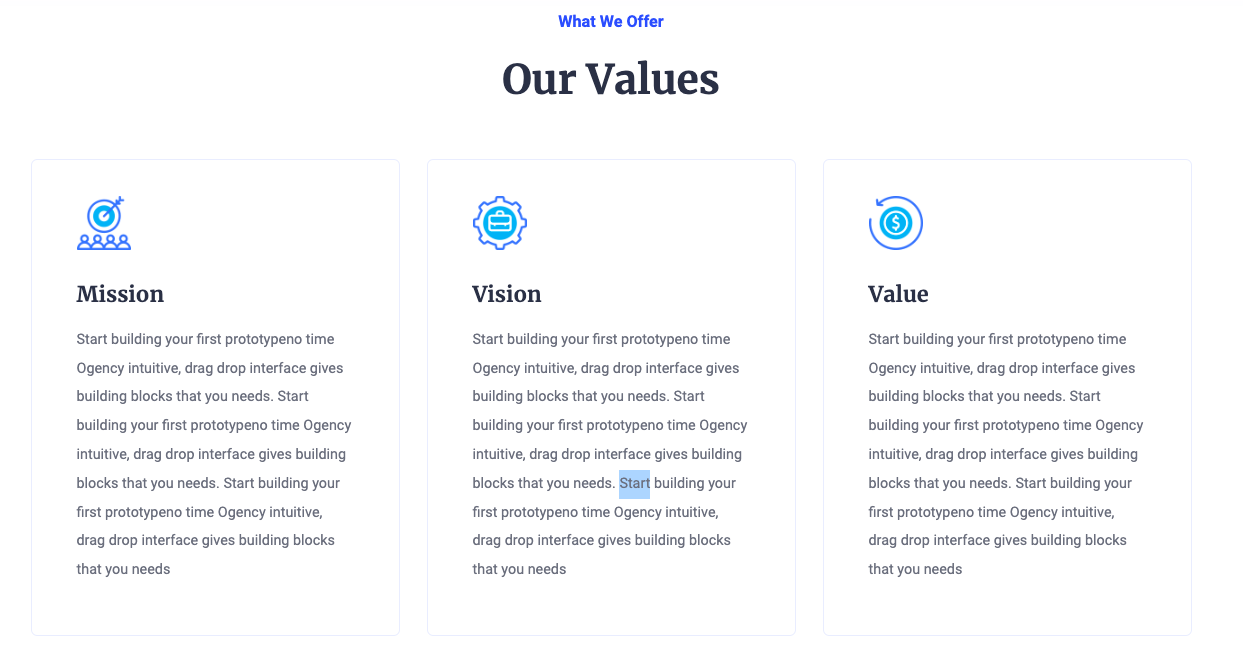 What We Offer
Our Values
Mission
Start building your first prototypeno time
Ogency intuitive, drag drop interface gives
building blocks that you needs. Start
building your first prototypeno time Ogency
intuitive, drag drop interface gives building
blocks that you needs. Start building your
first prototypeno time Ogency intuitive,
drag drop interface gives building blocks
that you needs
Vision
Start building your first prototypeno time
Ogency intuitive, drag drop interface gives
building blocks that you needs. Start
building your first prototypeno time Ogency
intuitive, drag drop interface gives building
blocks that you needs. Start building your
first prototypeno time Ogency intuitive,
drag drop interface gives building blocks
that you needs
Value
Start building your first prototypeno time
Ogency intuitive, drag drop interface gives
building blocks that you needs. Start
building your first prototypeno time Ogency
intuitive, drag drop interface gives building
blocks that you needs. Start building your
first prototypeno time Ogency intuitive,
drag drop interface gives building blocks
that you needs